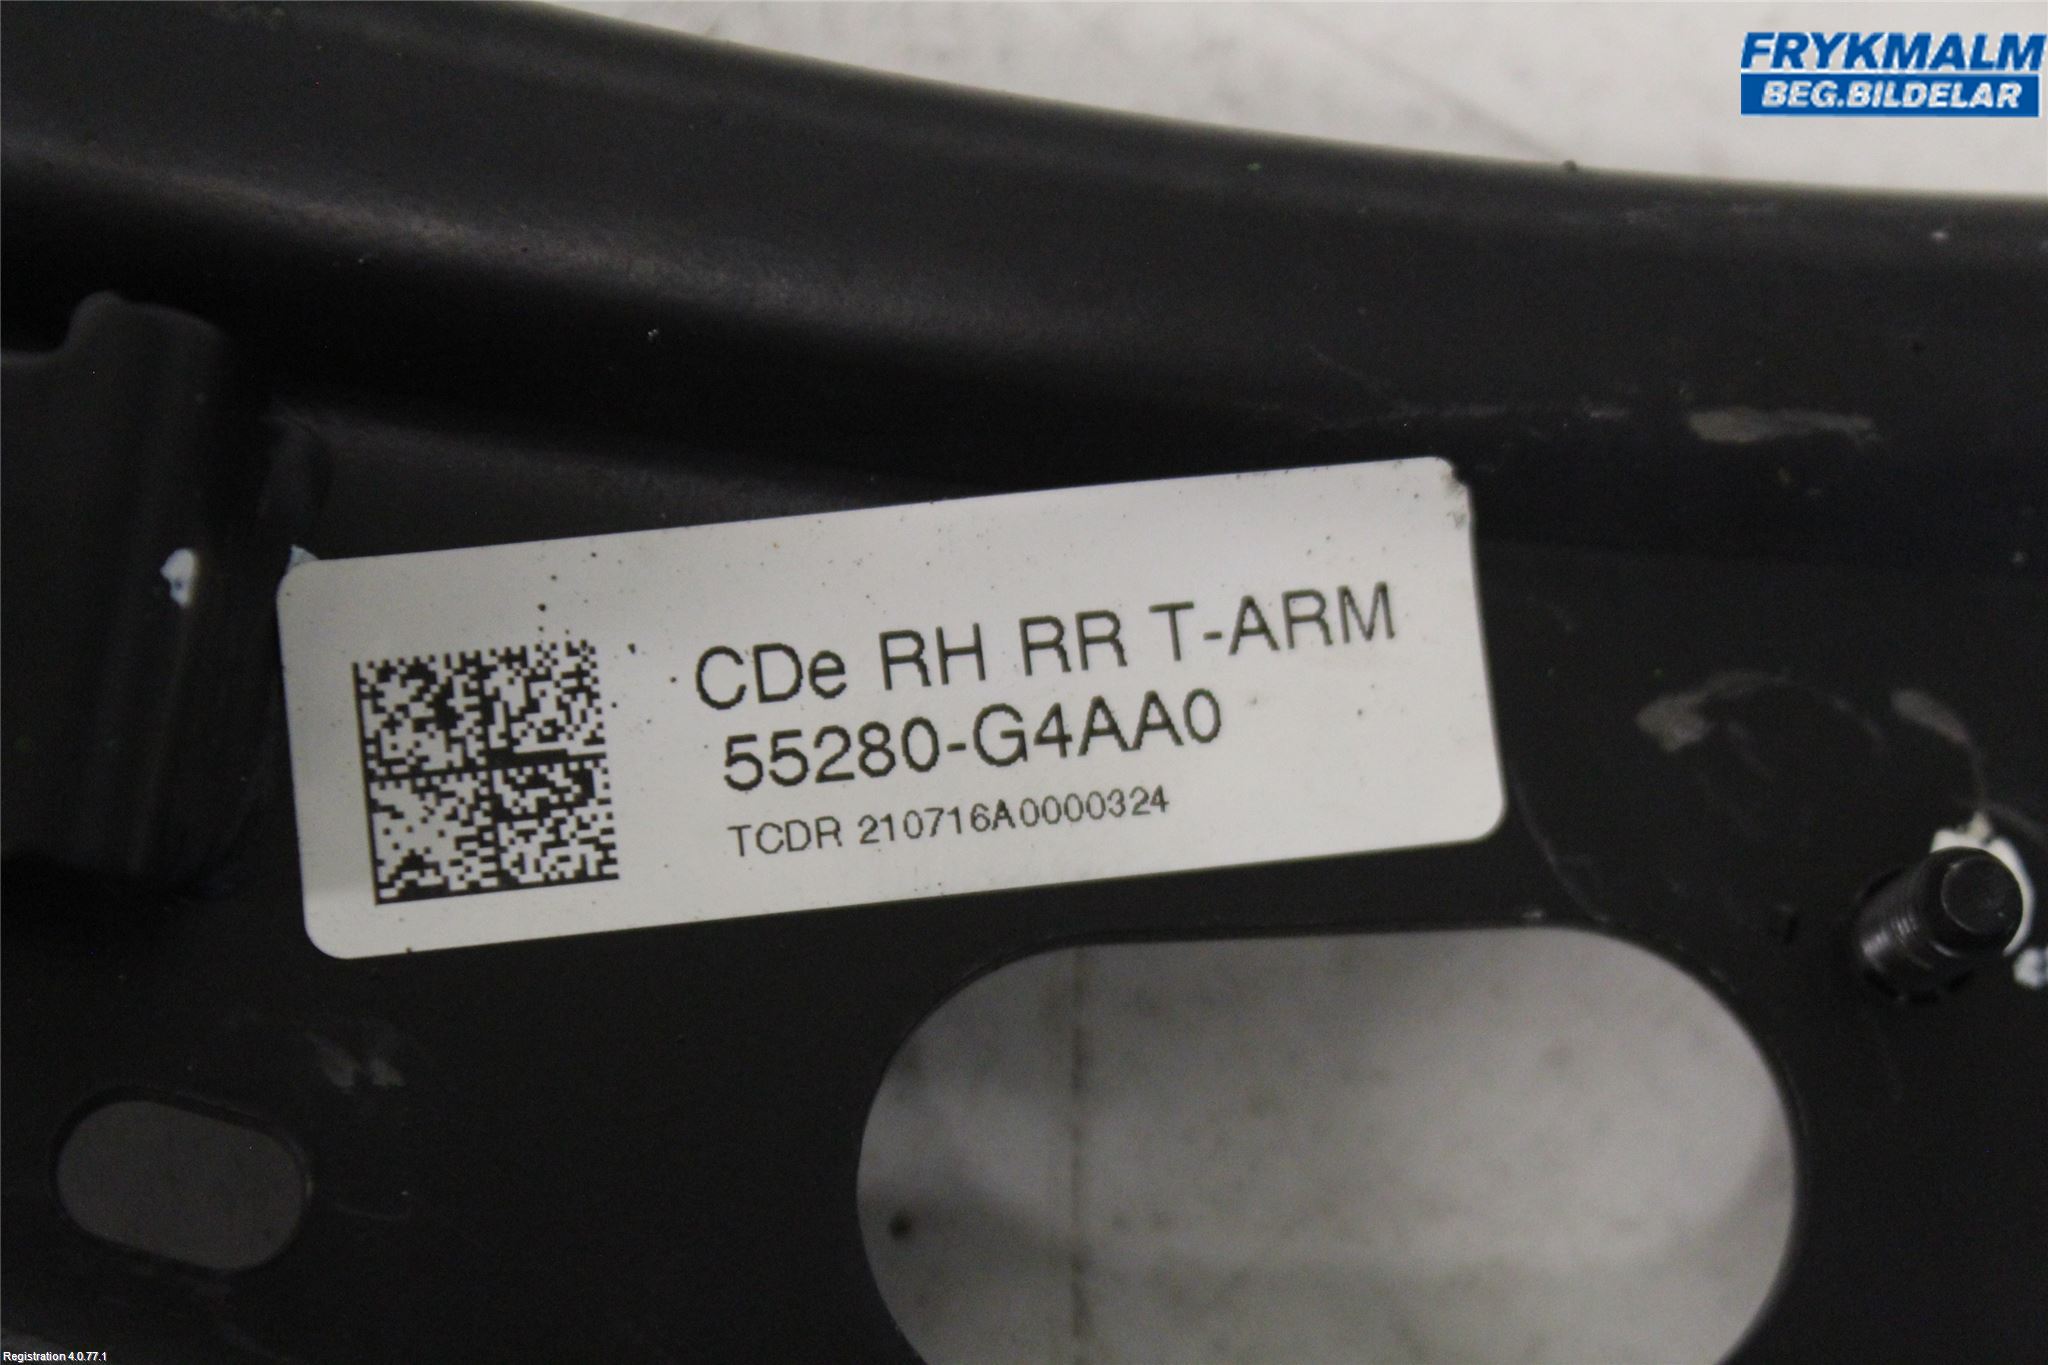 FRYKMALM
BEG.BILDELAR
CDe RH RR T-ARM
55280-G4AA0
TCDR 210716A0000324
Registration 4.0.77.1